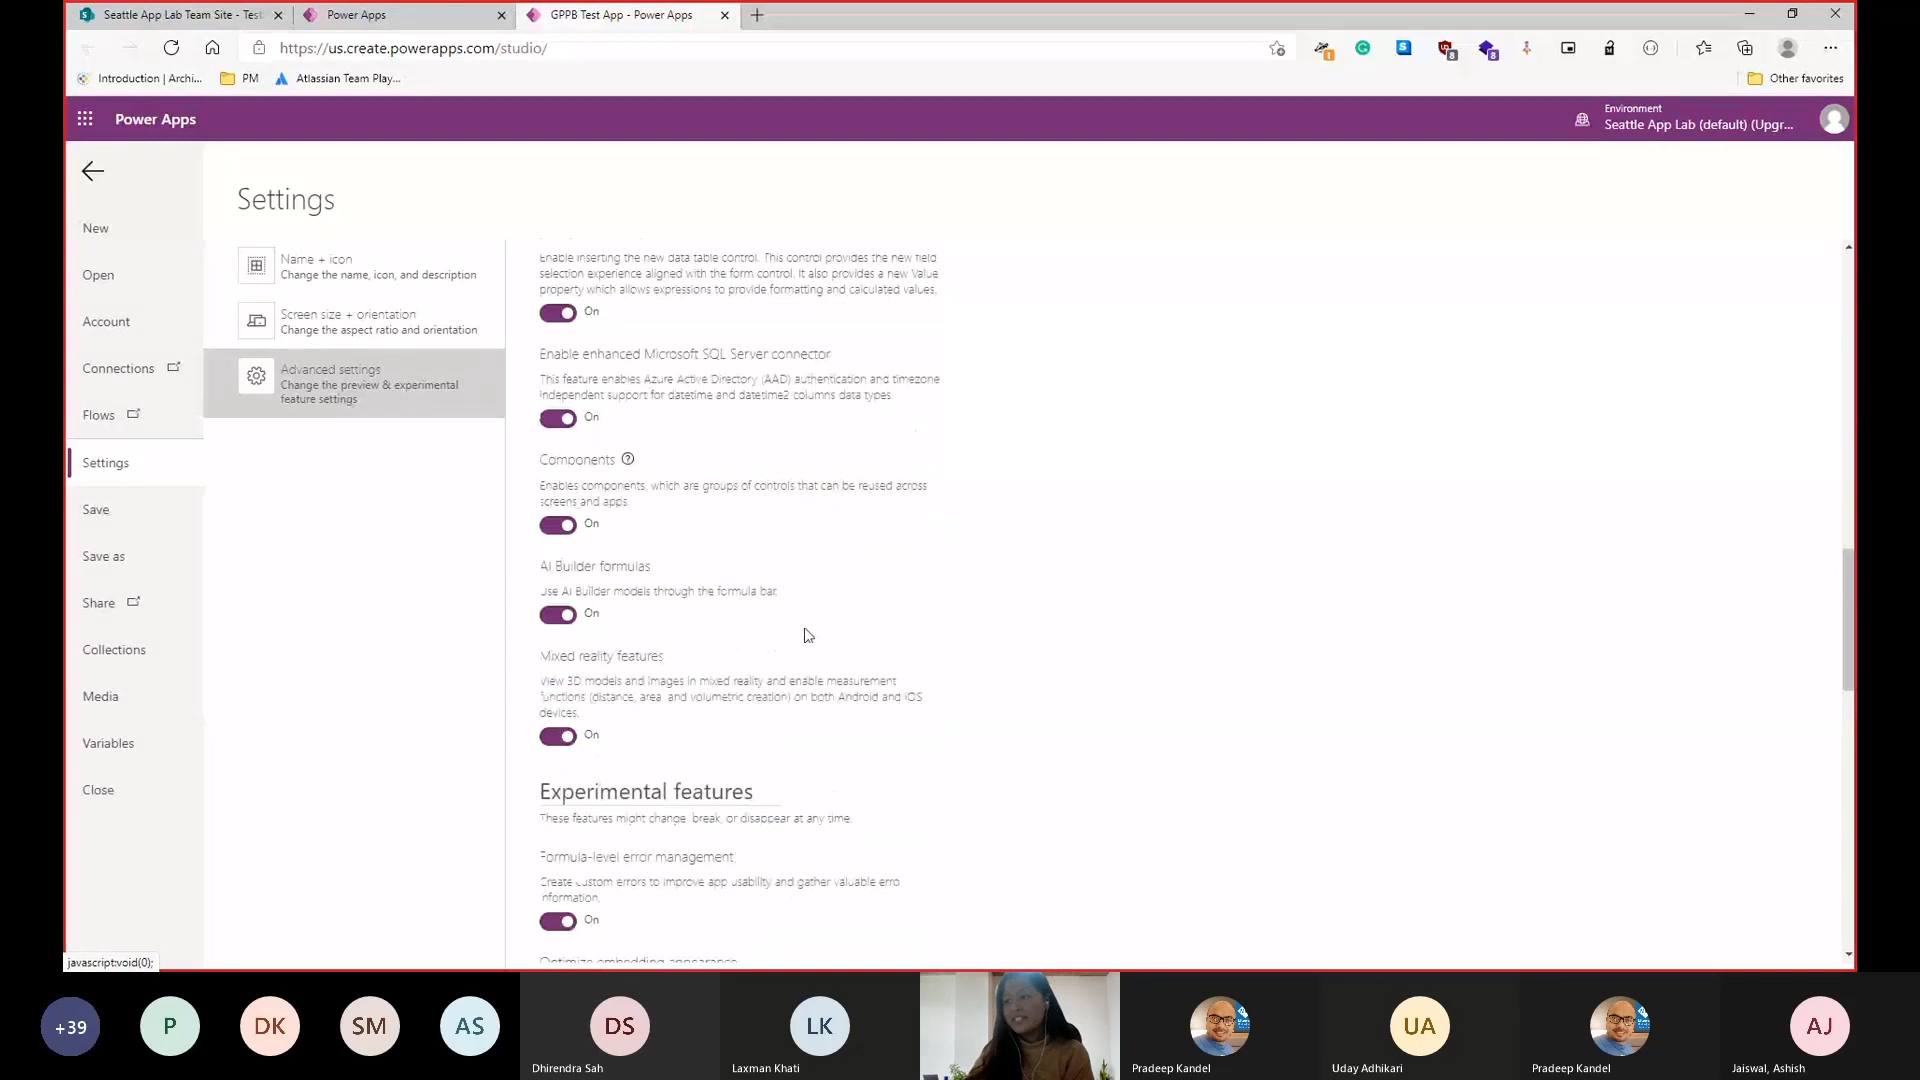 Seattle App Lab Team Site - Test
Power Apps
GPPB Test App - Power Apps
https://us.create.powerapps.com/studio/
Introduction | Archi...
PM
Atlassian Team Play...
Other favorites
Power Apps
Environment
Seattle App Lab (default) (Upgr...
Settings
New
Open
Account
Connections
Flows
Settings
Save
Save as
Share
Collections
Media
Variables
Close
Name + icon
Change the name, icon, and description
Screen size + orientation
Change the aspect ratio and orientation
Advanced settings
Change the preview & experimental
feature settings
Enable inserting the new data table control. This control provides the new field
selection experience aligned with the form control. It also provides a new Value
property which allows expressions to provide formatting and calculated values.
On
Enable enhanced Microsoft SQL Server connector
This feature enables Azure Active Directory (AAD) authentication and timezone
independent support for datetime and datetime2 columns data types.
On
Components
Enables components, which are groups of controls that can be reused across
screens and apps.
On
AI Builder formulas
Use AI Builder models through the formula bar.
On
Mixed reality features
View 3D models and images in mixed reality and enable measurement
functions (distance, area, and volumetric creation) on both Android and iOS
devices.
On
Experimental features
These features might change, break, or disappear at any time.
Formula-level error management
Create custom errors to improve app usability and gather valuable error
information.
On
Optimize embedding appearance
javascript:void(0);
+39
P
DK
SM
AS
DS
Dhirendra Sah
LK
Laxman Khati
Pradeep Kandel
UA
Uday Adhikari
Pradeep Kandel
AJ
Jaiswal, Ashish